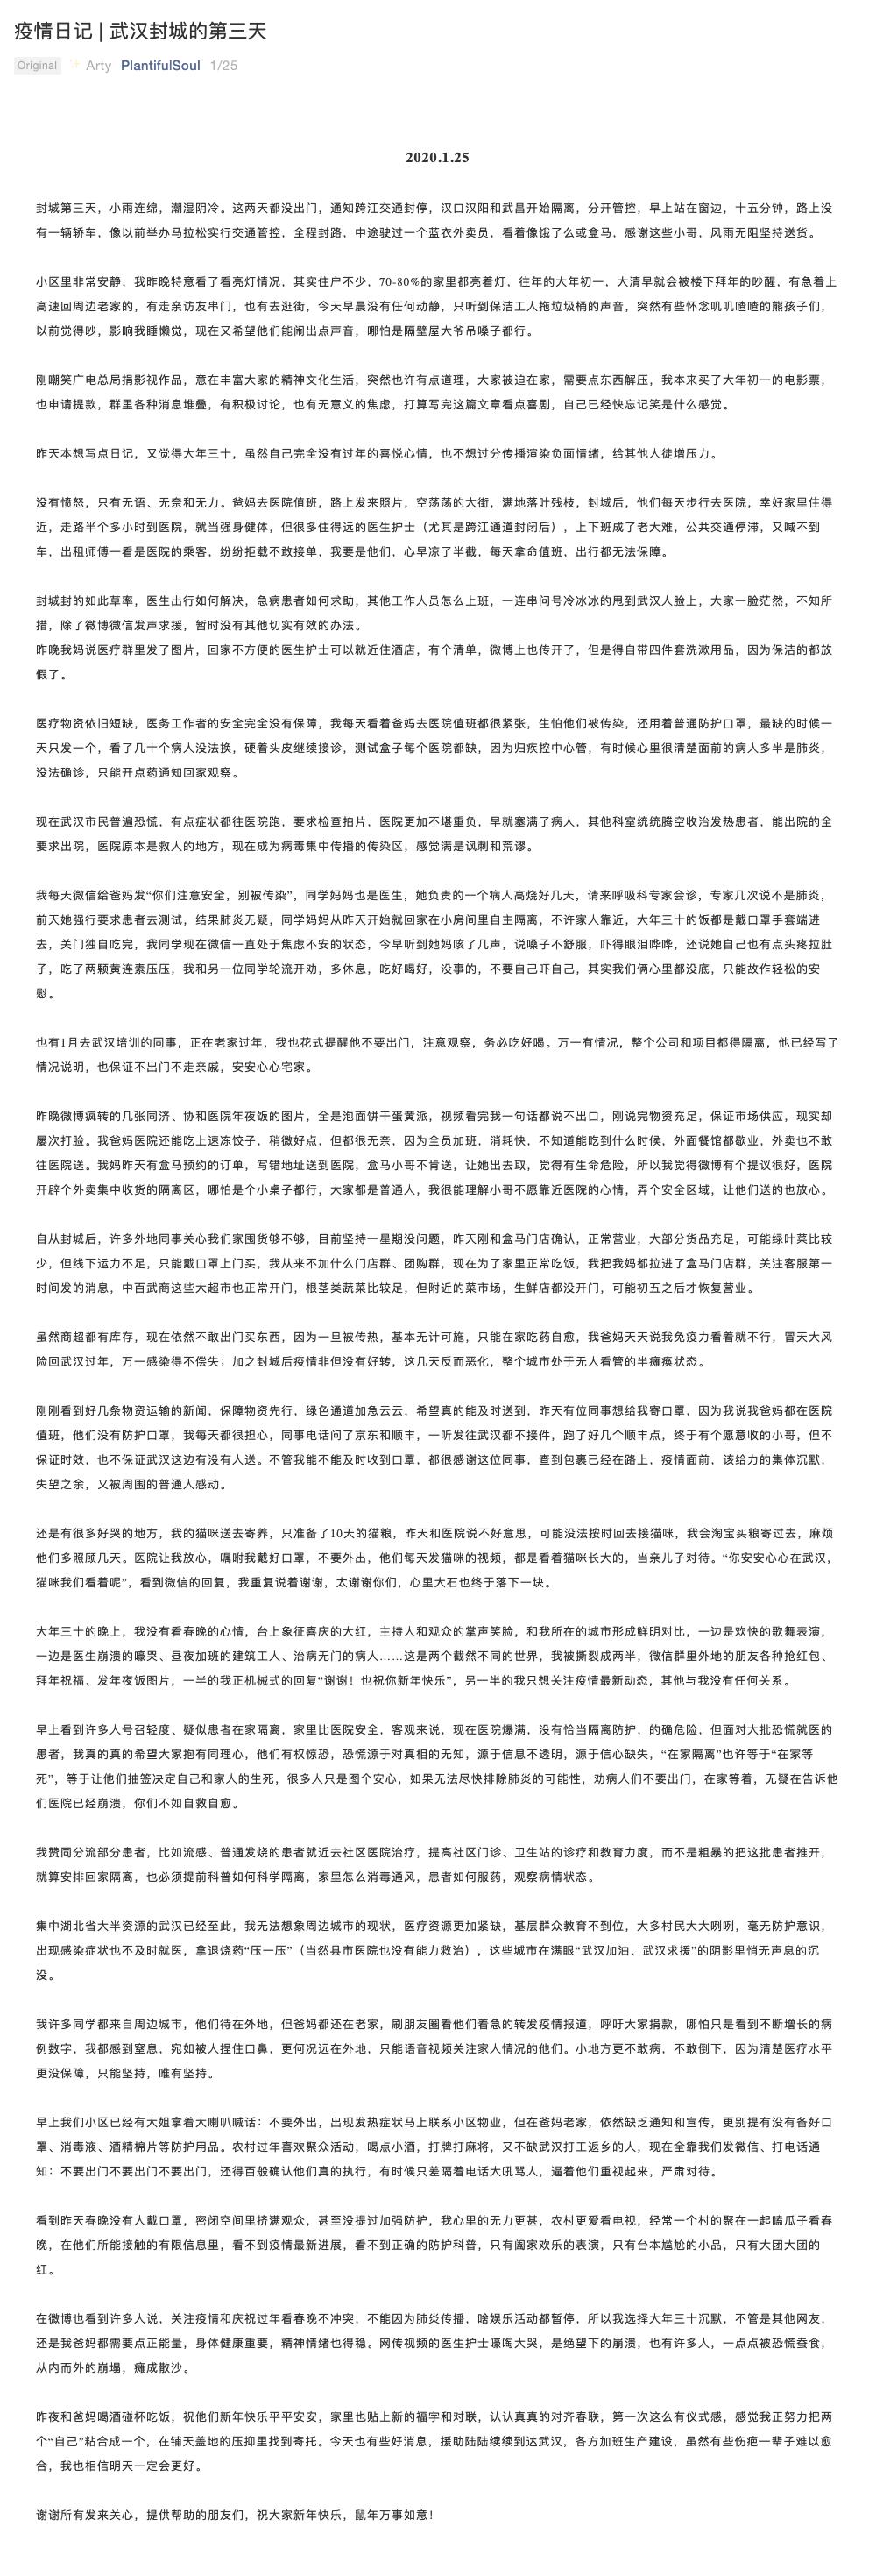 疫情日记 | 武汉封城的第三天
Original ✨ Arty PlantifulSoul 1/25
2020.1.25
封城第三天，小雨连绵，潮湿阴冷。这两天都没出门，通知跨江交通封停，汉口汉阳和武昌开始隔离，分开管控，早上站在窗边，十五分钟，路上没
有一辆轿车，像以前举办马拉松实行交通管控，全程封路，中途驶过一个蓝衣外卖员，看着像饿了么或盒马，感谢这些小哥，风雨无阻坚持送货。
小区里非常安静，我昨晚特意看了看亮灯情况，其实住户不少，70-80%的家里都亮着灯，往年的大年初一，大清早就会被楼下拜年的吵醒，有急着上
高速回周边老家的，有走亲访友串门，也有去逛街，今天早晨没有任何动静，只听到保洁工人拖垃圾桶的声音，突然有些怀念叽叽喳喳的熊孩子们，
以前觉得吵，影响我睡懒觉，现在又希望他们能闹出点声音，哪怕是隔壁屋大爷吊嗓子都行。
刚嘲笑广电总局捐影视作品，意在丰富大家的精神文化生活，突然也许有点道理，大家被迫在家，需要点东西解压，我本来买了大年初一的电影票，
也申请提款，群里各种消息堆叠，有积极讨论，也有无意义的焦虑，打算写完这篇文章看点喜剧，自己已经快忘记笑是什么感觉。
昨天本想写点日记，又觉得大年三十，虽然自己完全没有过年的喜悦心情，也不想过分传播渲染负面情绪，给其他人徒增压力。
没有愤怒，只有无语、无奈和无力。爸妈去医院值班，路上发来照片，空荡荡的大街，满地落叶残枝，封城后，他们每天步行去医院，幸好家里住得
近，走路半个多小时到医院，就当强身健体，但很多住得远的医生护士（尤其是跨江通道封闭后），上下班成了老大难，公共交通停滞，又喊不到
车，出租师傅一看是医院的乘客，纷纷拒载不敢接单，我要是他们，心早凉了半截，每天拿命值班，出行都无法保障。
封城封的如此草率，医生出行如何解决，急病患者如何求助，其他工作人员怎么上班，一连串问号冷冰冰的甩到武汉人脸上，大家一脸茫然，不知所
措，除了微博微信发声求援，暂时没有其他切实有效的办法。
昨晚我妈说医疗群里发了图片，回家不方便的医生护士可以就近住酒店，有个清单，微博上也传开了，但是得自带四件套洗漱用品，因为保洁的都放
假了。
医疗物资依旧短缺，医务工作者的安全完全没有保障，我每天看着爸妈去医院值班都很紧张，生怕他们被传染，还用着普通防护口罩，最缺的时候一
天只发一个，看了几十个病人没法换，硬着头皮继续接诊，测试盒子每个医院都缺，因为归疾控中心管，有时候心里很清楚面前的病人多半是肺炎，
没法确诊，只能开点药通知回家观察。
现在武汉市民普遍恐慌，有点症状都往医院跑，要求检查拍片，医院更加不堪重负，早就塞满了病人，其他科室统统腾空收治发热患者，能出院的全
要求出院，医院原本是救人的地方，现在成为病毒集中传播的传染区，感觉满是讽刺和荒谬。
我每天微信给爸妈发“你们注意安全，别被传染”，同学妈妈也是医生，她负责的一个病人高烧好几天，请来呼吸科专家会诊，专家几次说不是肺炎，
前天她强行要求患者去测试，结果肺炎无疑，同学妈妈从昨天开始就回家在小房间里自主隔离，不许家人靠近，大年三十的饭都是戴口罩手套端进
去，关门独自吃完，我同学现在微信一直处于焦虑不安的状态，今早听到她妈咳了几声，说嗓子不舒服，吓得眼泪哗哗，还说她自己也有点头疼拉肚
子，吃了两颗黄连素压压，我和另一位同学轮流开劝，多休息，吃好喝好，没事的，不要自己吓自己，其实我们俩心里都没底，只能故作轻松的安
慰。
也有1月去武汉培训的同事，正在老家过年，我也花式提醒他不要出门，注意观察，务必吃好喝。万一有情况，整个公司和项目都得隔离，他已经写了
情况说明，也保证不出门不走亲戚，安安心心宅家。
昨晚微博疯转的几张同济、协和医院年夜饭的图片，全是泡面饼干蛋黄派，视频看完我一句话都说不出口，刚说完物资充足，保证市场供应，现实却
屡次打脸。我爸妈医院还能吃上速冻饺子，稍微好点，但都很无奈，因为全员加班，消耗快，不知道能吃到什么时候，外面餐馆都歇业，外卖也不敢
往医院送。我妈昨天有盒马预约的订单，写错地址送到医院，盒马小哥不肯送，让她出去取，觉得有生命危险，所以我觉得微博有个提议很好，医院
开辟个外卖集中收货的隔离区，哪怕是个小桌子都行，大家都是普通人，我很能理解小哥不愿靠近医院的心情，弄个安全区域，让他们送的也放心。
自从封城后，许多外地同事关心我们家囤货够不够，目前坚持一星期没问题，昨天刚和盒马门店确认，正常营业，大部分货品充足，可能绿叶菜比较
少，但线下运力不足，只能戴口罩上门买，我从来不加什么门店群、团购群，现在为了家里正常吃饭，我把我妈都拉进了盒马门店群，关注客服第一
时间发的消息，中百武商这些大超市也正常开门，根茎类蔬菜比较足，但附近的菜市场，生鲜店都没开门，可能初五之后才恢复营业。
虽然商超都有库存，现在依然不敢出门买东西，因为一旦被传热，基本无计可施，只能在家吃药自愈，我爸妈天天说我免疫力看着就不行，冒天大风
险回武汉过年，万一感染得不偿失；加之封城后疫情非但没有好转，这几天反而恶化，整个城市处于无人看管的半瘫痪状态。
刚刚看到好几条物资运输的新闻，保障物资先行，绿色通道加急云云，希望真的能及时送到，昨天有位同事想给我寄口罩，因为我说我爸妈都在医院
值班，他们没有防护口罩，我每天都很担心，同事电话问了京东和顺丰，一听发往武汉都不接件，跑了好几个顺丰点，终于有个愿意收的小哥，但不
保证时效，也不保证武汉这边有没有人送。不管我能不能及时收到口罩，都很感谢这位同事，查到包裹已经在路上，疫情面前，该给力的集体沉默，
失望之余，又被周围的普通人感动。
还是有很多好哭的地方，我的猫咪送去寄养，只准备了10天的猫粮，昨天和医院说不好意思，可能没法按时回去接猫咪，我会淘宝买粮寄过去，麻烦
他们多照顾几天。医院让我放心，嘱咐我戴好口罩，不要外出，他们每天发猫咪的视频，都是看着猫咪长大的，当亲儿子对待。“你安安心心在武汉，
猫咪我们看着呢”，看到微信的回复，我重复说着谢谢，太谢谢你们，心里大石也终于落下一块。
大年三十的晚上，我没有看春晚的心情，台上象征喜庆的大红，主持人和观众的掌声笑脸，和我所在的城市形成鲜明对比，一边是欢快的歌舞表演，
一边是医生崩溃的嚎哭、昼夜加班的建筑工人、治病无门的病人……这是两个截然不同的世界，我被撕裂成两半，微信群里外地的朋友各种抢红包、
拜年祝福、发年夜饭图片，一半的我正机械式的回复“谢谢！也祝你新年快乐”，另一半的我只想关注疫情最新动态，其他与我没有任何关系。
早上看到许多人号召轻度、疑似患者在家隔离，家里比医院安全，客观来说，现在医院爆满，没有恰当隔离防护，的确危险，但面对大批恐慌就医的
患者，我真的真的希望大家抱有同理心，他们有权惊恐，恐慌源于对真相的无知，源于信息不透明，源于信心缺失，“在家隔离”也许等于“在家等
死”，等于让他们抽签决定自己和家人的生死，很多人只是图个安心，如果无法尽快排除肺炎的可能性，劝病人们不要出门，在家等着，无疑在告诉他
们医院已经崩溃，你们不如自救自愈。
我赞同分流部分患者，比如流感、普通发烧的患者就近去社区医院治疗，提高社区门诊、卫生站的诊疗和教育力度，而不是粗暴的把这批患者推开，
就算安排回家隔离，也必须提前科普如何科学隔离，家里怎么消毒通风，患者如何服药，观察病情状态。
集中湖北省大半资源的武汉已经至此，我无法想象周边城市的现状，医疗资源更加紧缺，基层群众教育不到位，大多村民大大咧咧，毫无防护意识，
出现感染症状也不及时就医，拿退烧药“压一压”（当然县市医院也没有能力救治），这些城市在满眼“武汉加油、武汉求援”的阴影里悄无声息的沉
没。
我许多同学都来自周边城市，他们待在外地，但爸妈都还在老家，刷朋友圈看他们着急的转发疫情报道，呼吁大家捐款，哪怕只是看到不断增长的病
例数字，我都感到窒息，宛如被人捏住口鼻，更何况远在外地，只能语音视频关注家人情况的他们。小地方更不敢病，不敢倒下，因为清楚医疗水平
更没保障，只能坚持，唯有坚持。
早上我们小区已经有大姐拿着大喇叭喊话：不要外出，出现发热症状马上联系小区物业，但在爸妈老家，依然缺乏通知和宣传，更别提有没有备好口
罩、消毒液、酒精棉片等防护用品。农村过年喜欢聚众活动，喝点小酒，打牌打麻将，又不缺武汉打工返乡的人，现在全靠我们发微信、打电话通
知：不要出门不要出门不要出门，还得百般确认他们真的执行，有时候只差隔着电话大吼骂人，逼着他们重视起来，严肃对待。
看到昨天春晚没有人戴口罩，密闭空间里挤满观众，甚至没提过加强防护，我心里的无力更甚，农村更爱看电视，经常一个村的聚在一起嗑瓜子看春
晚，在他们所能接触的有限信息里，看不到疫情最新进展，看不到正确的防护科普，只有阖家欢乐的表演，只有台本尴尬的小品，只有大团大团的
红。
在微博也看到许多人说，关注疫情和庆祝过年看春晚不冲突，不能因为肺炎传播，啥娱乐活动都暂停，所以我选择大年三十沉默，不管是其他网友，
还是我爸妈都需要点正能量，身体健康重要，精神情绪也得稳。网传视频的医生护士嚎啕大哭，是绝望下的崩溃，也有许多人，一点点被恐慌蚕食，
从内而外的崩塌，瘫成散沙。
昨夜和爸妈喝酒碰杯吃饭，祝他们新年快乐平平安安，家里也贴上新的福字和对联，认认真真的对齐春联，第一次这么有仪式感，感觉我正努力把两
个“自己”粘合成一个，在铺天盖地的压抑里找到寄托。今天也有些好消息，援助陆陆续续到达武汉，各方加班生产建设，虽然有些伤疤一辈子难以愈
合，我也相信明天一定会更好。
谢谢所有发来关心，提供帮助的朋友们，祝大家新年快乐，鼠年万事如意！